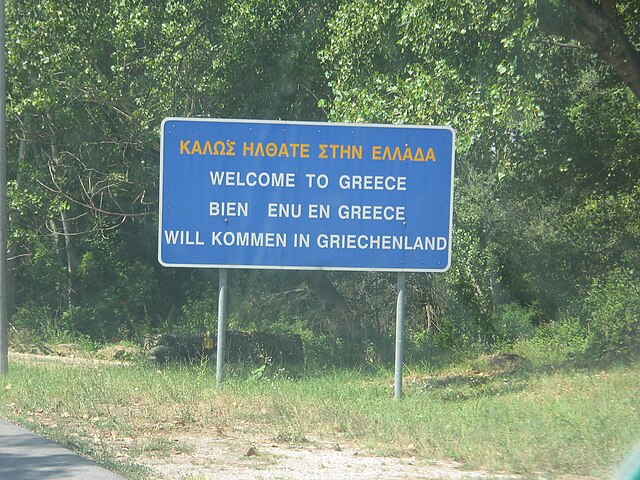 ΚΑΛΩΣ ΗΛΘΑΤΕ ΣΤΗΝ ΕΛΛΑΔΑ
WELCOME TO GREECE
BIEN ENU EN GREECE
WILL KOMMEN IN GRIECHENLAND